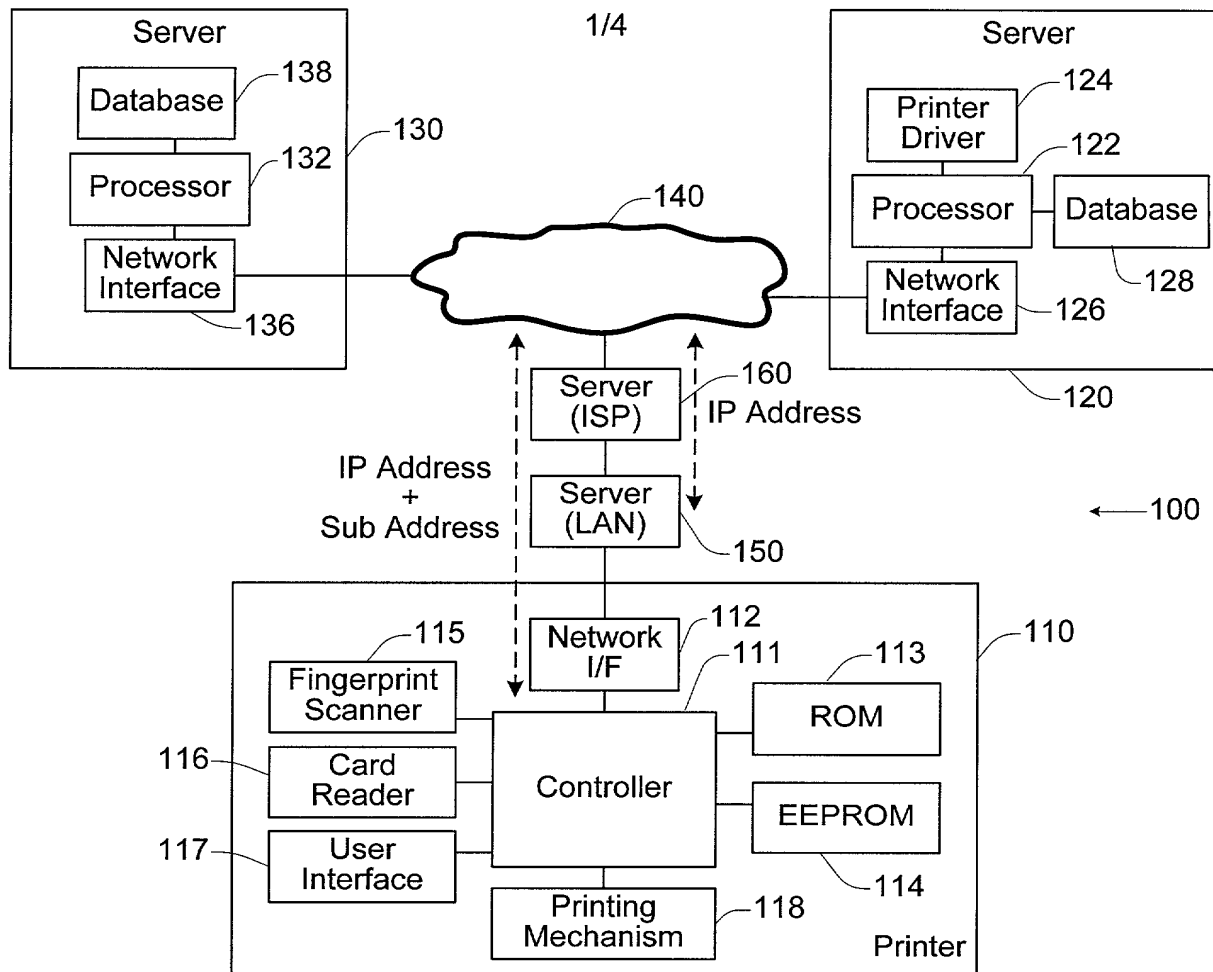 1/4
Server
138
Database
130
132
Processor
Network
Interface
136
Server
124
Printer
Driver
122
Processor
Database
128
Network
Interface
126
120
140
Server
(ISP)
160
IP Address
IP Address
+
Sub Address
Server
(LAN)
150
100
112
Network
I/F
111
110
115
Fingerprint
Scanner
113
ROM
116
Card
Reader
Controller
EEPROM
114
117
User
Interface
Printing
Mechanism
118
Printer